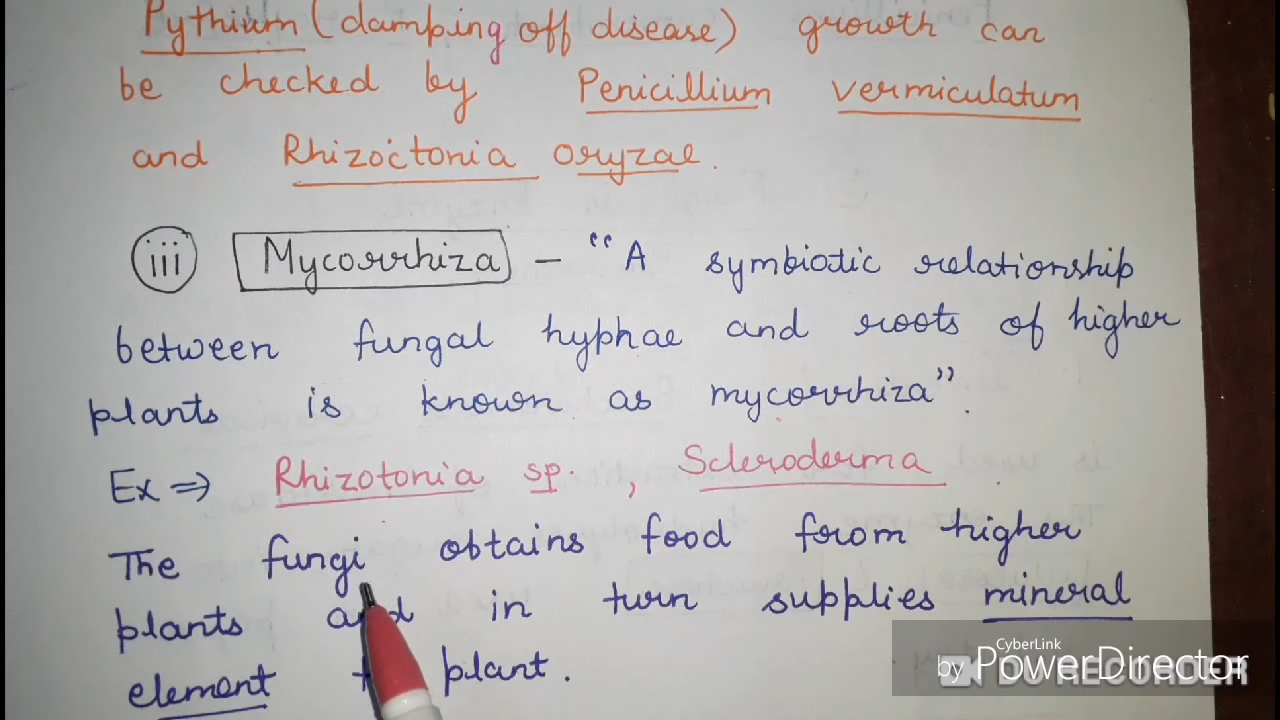 Pythium (damping off disease) growth can
be checked by Penicillium vermiculatum
and Rhizoctonia oryzae.
(iii) Mycorrhiza – "A symbiotic relationship
between fungal hyphae and roots of higher
plants is known as mycorrhiza".
Ex ⇒ Rhizotonia sp., Scleroderma.
The fungi obtains food from higher
plants and in turn supplies mineral
element plant.
CyberLink
by PowerDirector
RECORDER